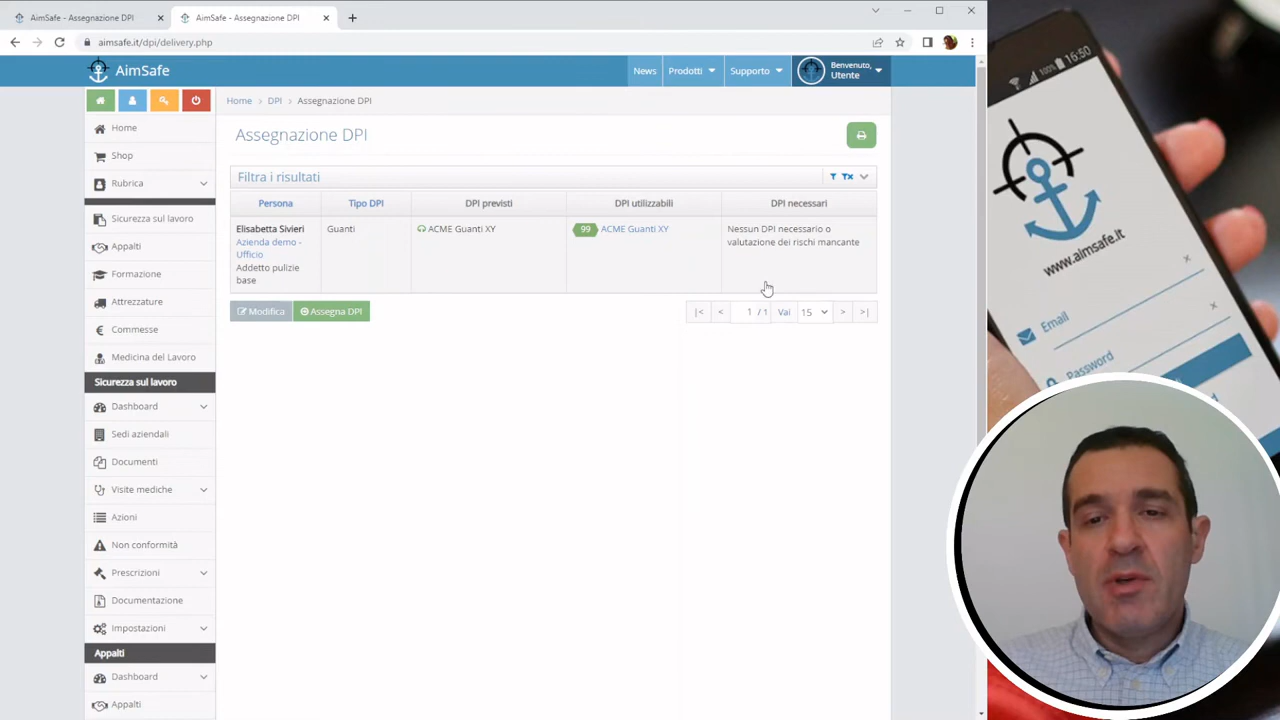 AimSafe - Assegnazione DPI
AimSafe - Assegnazione DPI
aimsafe.it/dpi/delivery.php
AimSafe
News
Prodotti
Supporto
Benvenuto,
Utente
Home
DPI
Assegnazione DPI
Assegnazione DPI
Filtra i risultati
Persona
Tipo DPI
DPI previsti
DPI utilizzabili
DPI necessari
Elisabetta Sivieri
Azienda demo -
Ufficio
Addetto pulizie
base
Guanti
ACME Guanti XY
99 ACME Guanti XY
Nessun DPI necessario o
valutazione dei rischi mancante
Modifica
Assegna DPI
|< < 1 / 1 Vai 15 > >|
Home
Shop
Rubrica
Sicurezza sul lavoro
Appalti
Formazione
Attrezzature
Commesse
Medicina del Lavoro
Sicurezza sul lavoro
Dashboard
Sedi aziendali
Documenti
Visite mediche
Azioni
Non conformità
Prescrizioni
Documentazione
Impostazioni
Appalti
Dashboard
Appalti
100% 16:50
www.aimsafe.it
Email
Password